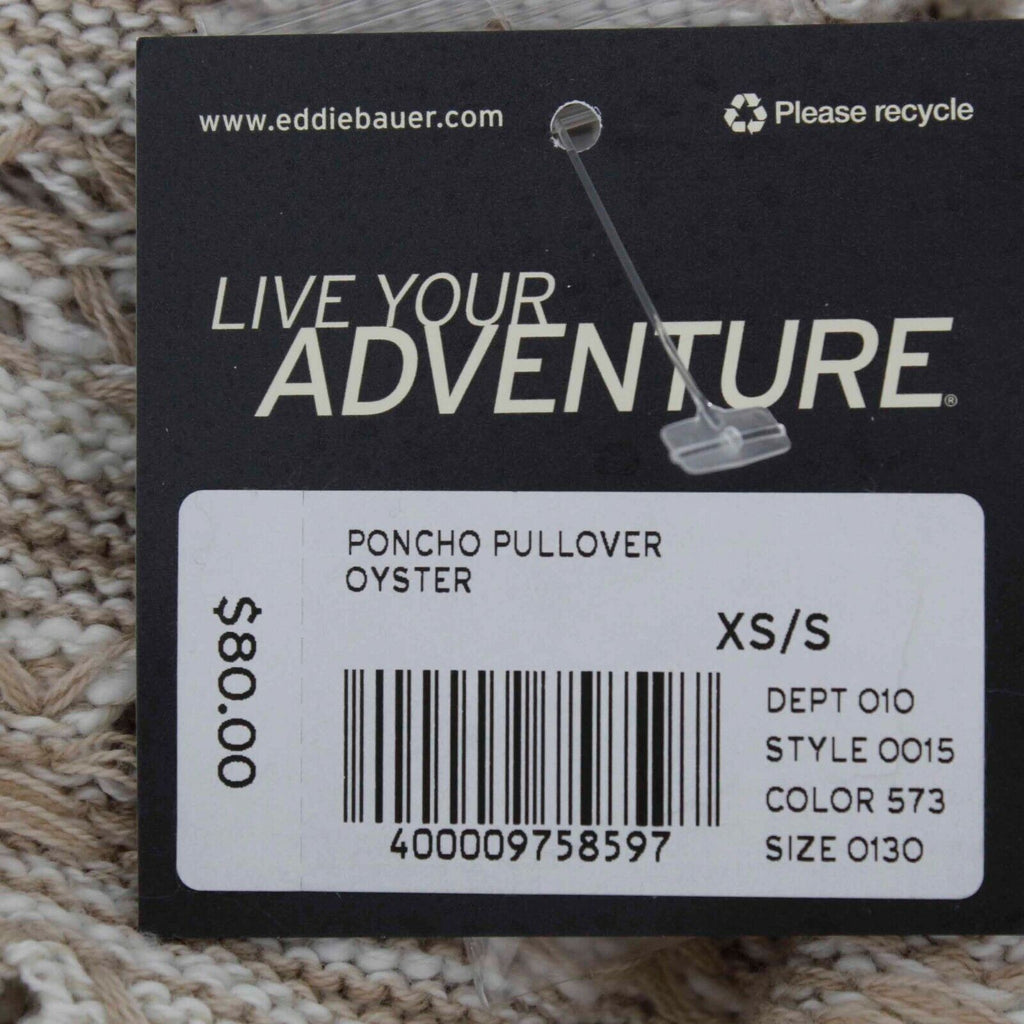 www.eddiebauer.com
Please recycle
LIVE YOUR
ADVENTURE®
PONCHO PULLOVER
OYSTER
XS/S
$80.00
DEPT 010
STYLE 0015
COLOR 573
SIZE 0130
400009758597